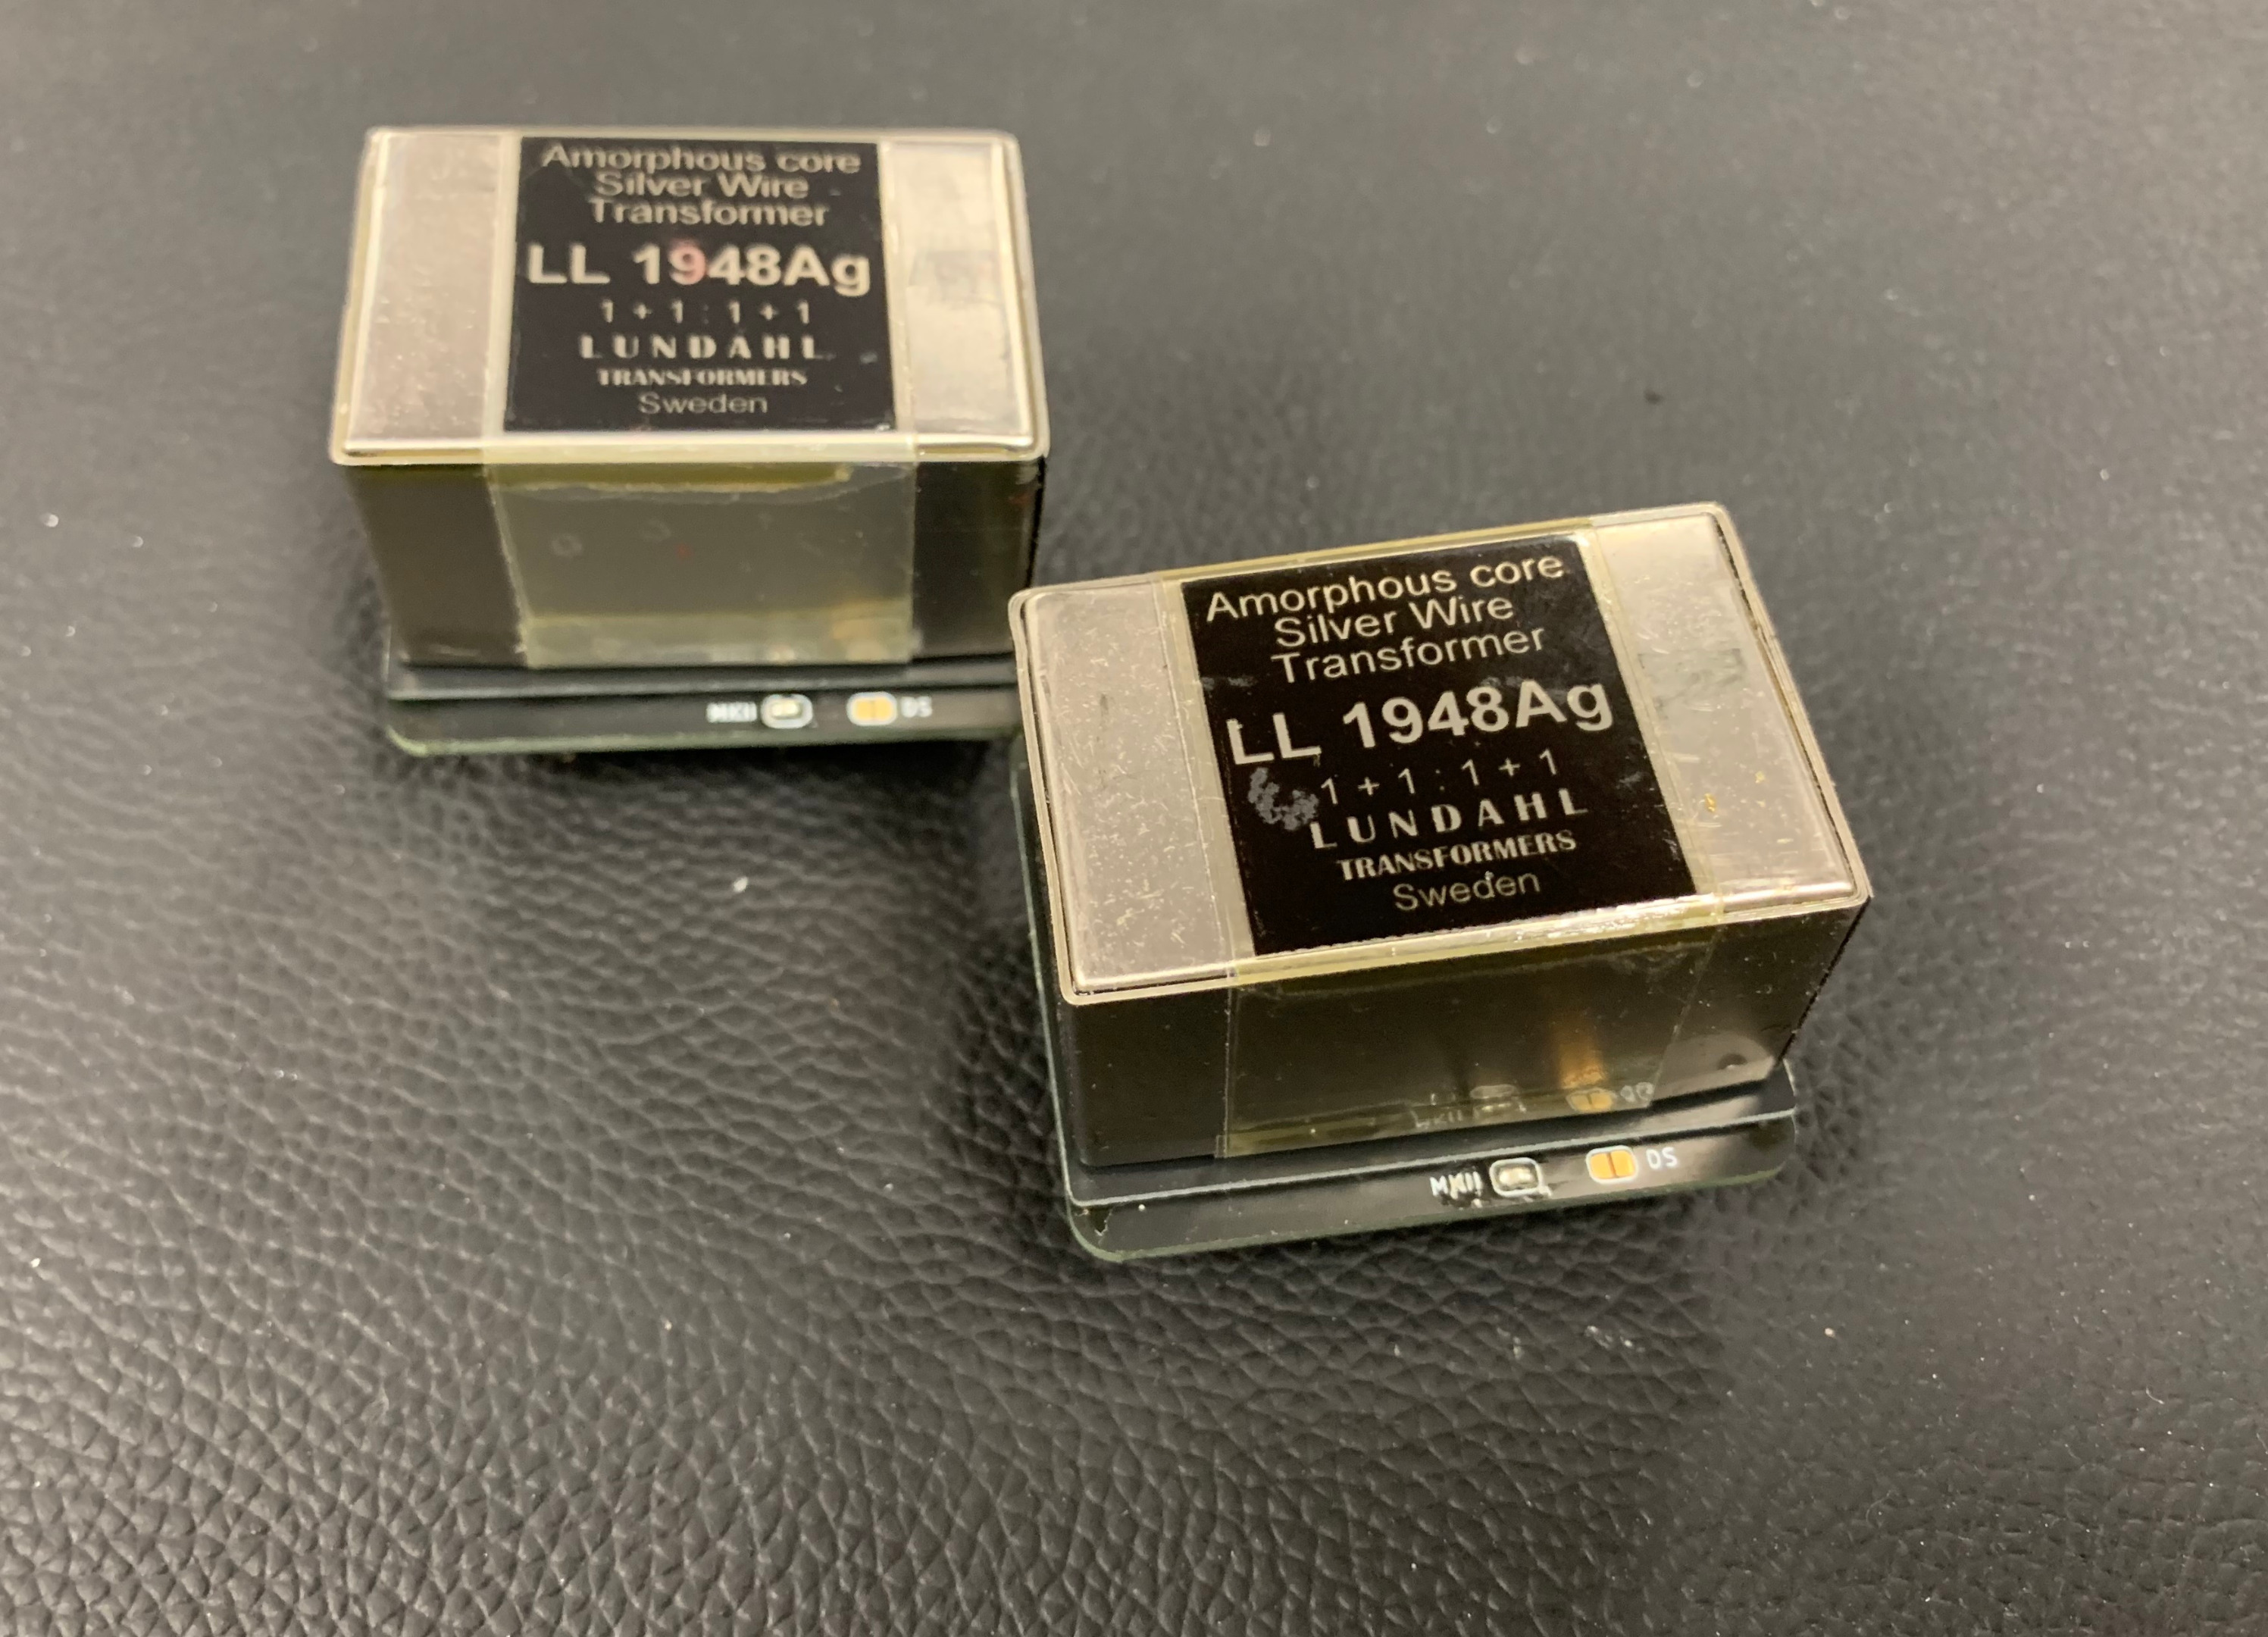 Amorphous core
Silver Wire
Transformer
LL 1948Ag
1 + 1 : 1 + 1
LUNDAHL
TRANSFORMERS
Sweden
MKII DS
Amorphous core
Silver Wire
Transformer
LL 1948Ag
1 + 1 : 1 + 1
LUNDAHL
TRANSFORMERS
Sweden
MKII DS